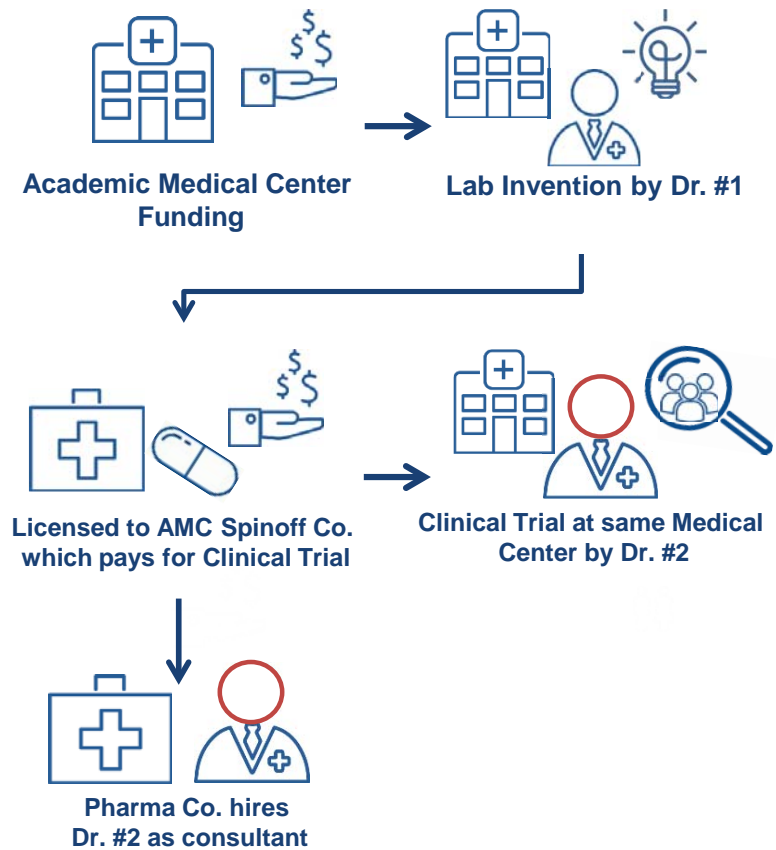 $ $ $
Academic Medical Center
Funding
Lab Invention by Dr. #1
$ $ $
Licensed to AMC Spinoff Co.
which pays for Clinical Trial
Clinical Trial at same Medical
Center by Dr. #2
Pharma Co. hires
Dr. #2 as consultant